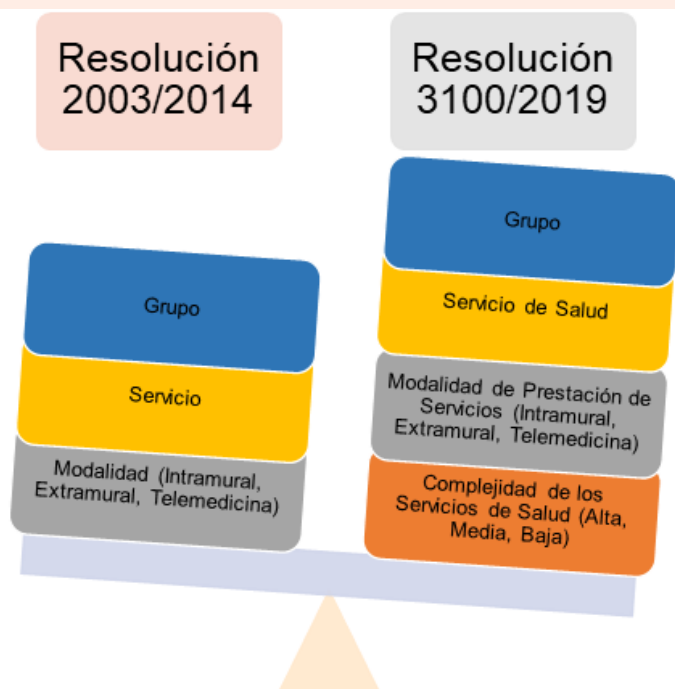 Resolución
2003/2014
Grupo
Servicio
Modalidad (Intramural,
Extramural, Telemedicina)
Resolución
3100/2019
Grupo
Servicio de Salud
Modalidad de Prestación de
Servicios (Intramural,
Extramural, Telemedicina)
Complejidad de los
Servicios de Salud (Alta,
Media, Baja)